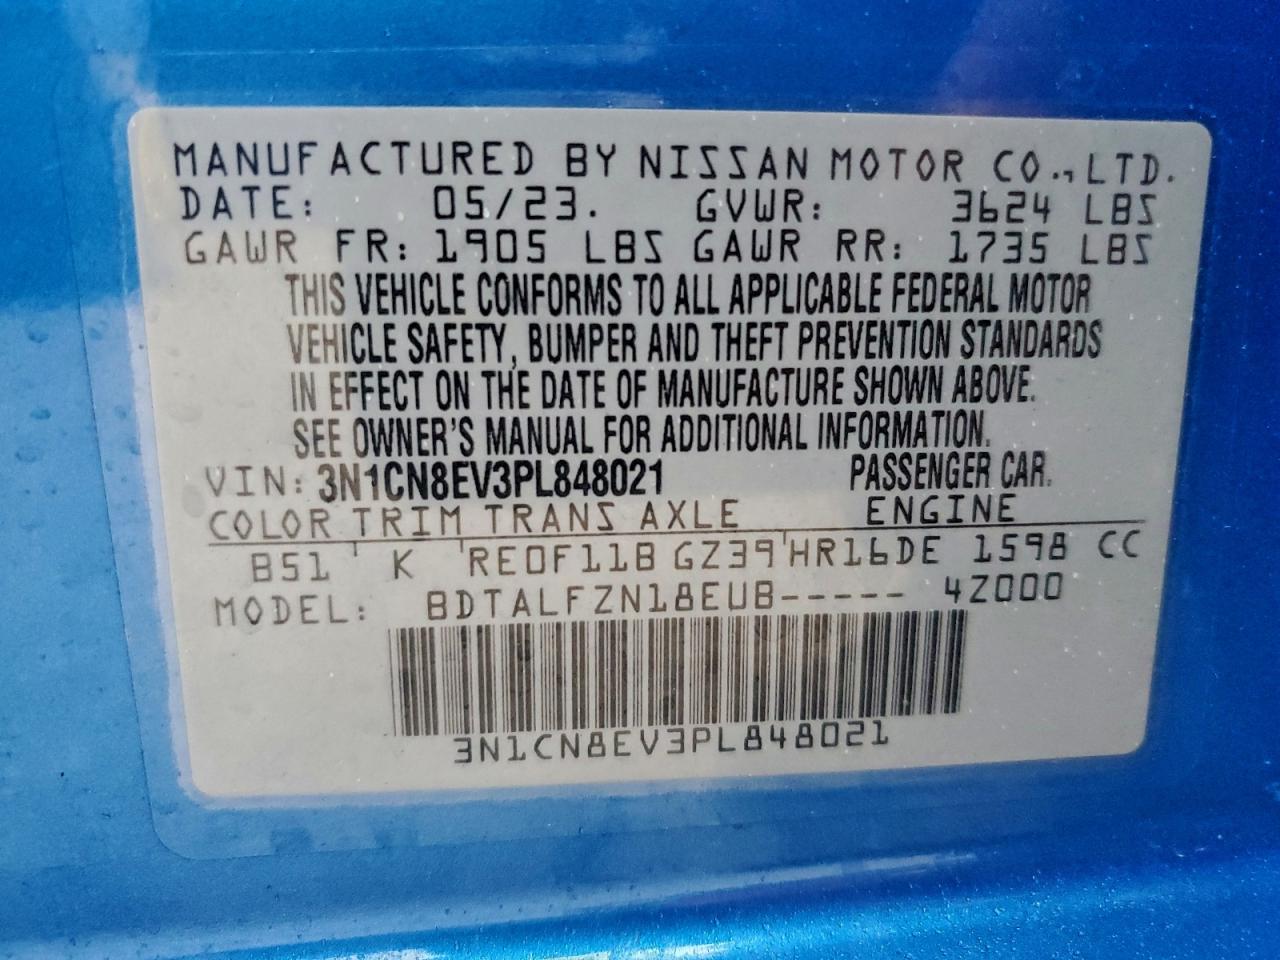 MANUFACTURED BY NISSAN MOTOR CO., LTD.
DATE: 05/23. GVWR: 3624 LBS
GAWR FR: 1905 LBS GAWR RR: 1735 LBS
THIS VEHICLE CONFORMS TO ALL APPLICABLE FEDERAL MOTOR
VEHICLE SAFETY, BUMPER AND THEFT PREVENTION STANDARDS
IN EFFECT ON THE DATE OF MANUFACTURE SHOWN ABOVE.
SEE OWNER'S MANUAL FOR ADDITIONAL INFORMATION.
VIN: 3N1CN8EV3PL848021 PASSENGER CAR.
COLOR TRIM TRANS AXLE ENGINE
B51 K RE0F11B GZ39 HR16DE 1598 CC
MODEL: BDTALFZN18EUB----- 4Z000
3N1CN8EV3PL848021